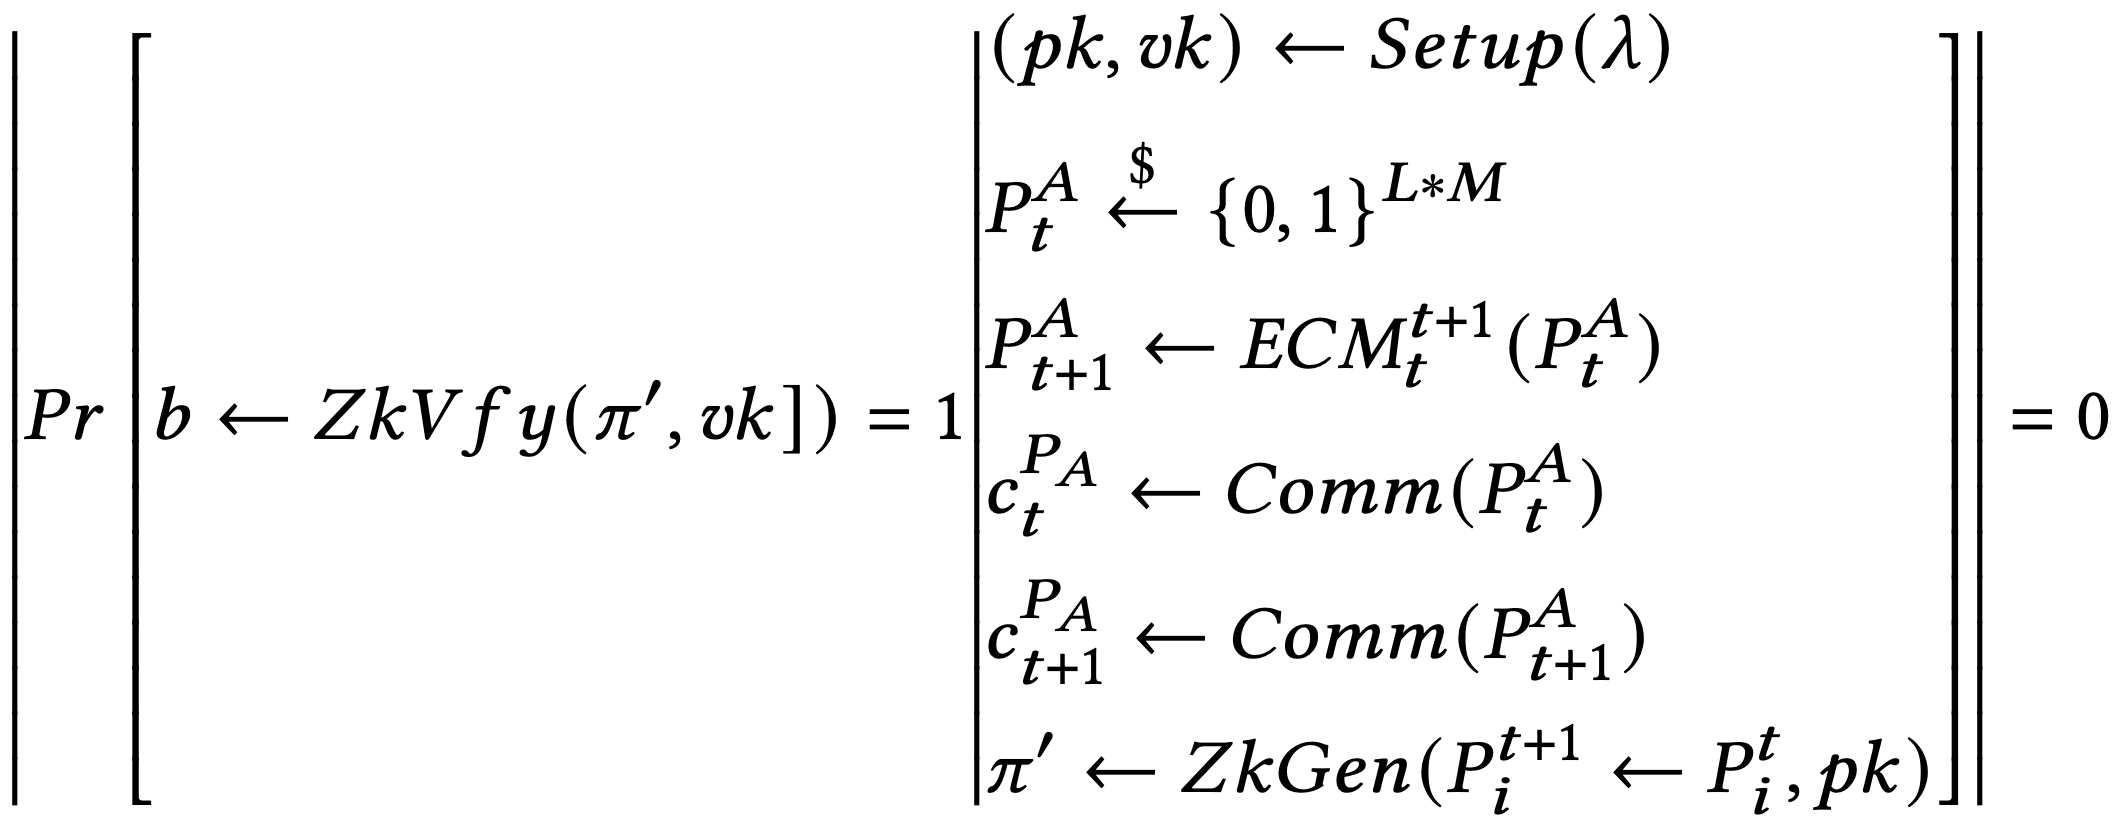 (pk, vk) ← Setup(λ)
P_t^A ←^$ {0, 1}^{L*M}
P_{t+1}^A ← ECM_t^{t+1}(P_t^A)
|Pr [b ← ZkVfy(π′, vk]) = 1| ] | = 0
c_t^{P_A} ← Comm(P_t^A)
c_{t+1}^{P_A} ← Comm(P_{t+1}^A)
π′ ← ZkGen(P_i^{t+1} ← P_i^t, pk)